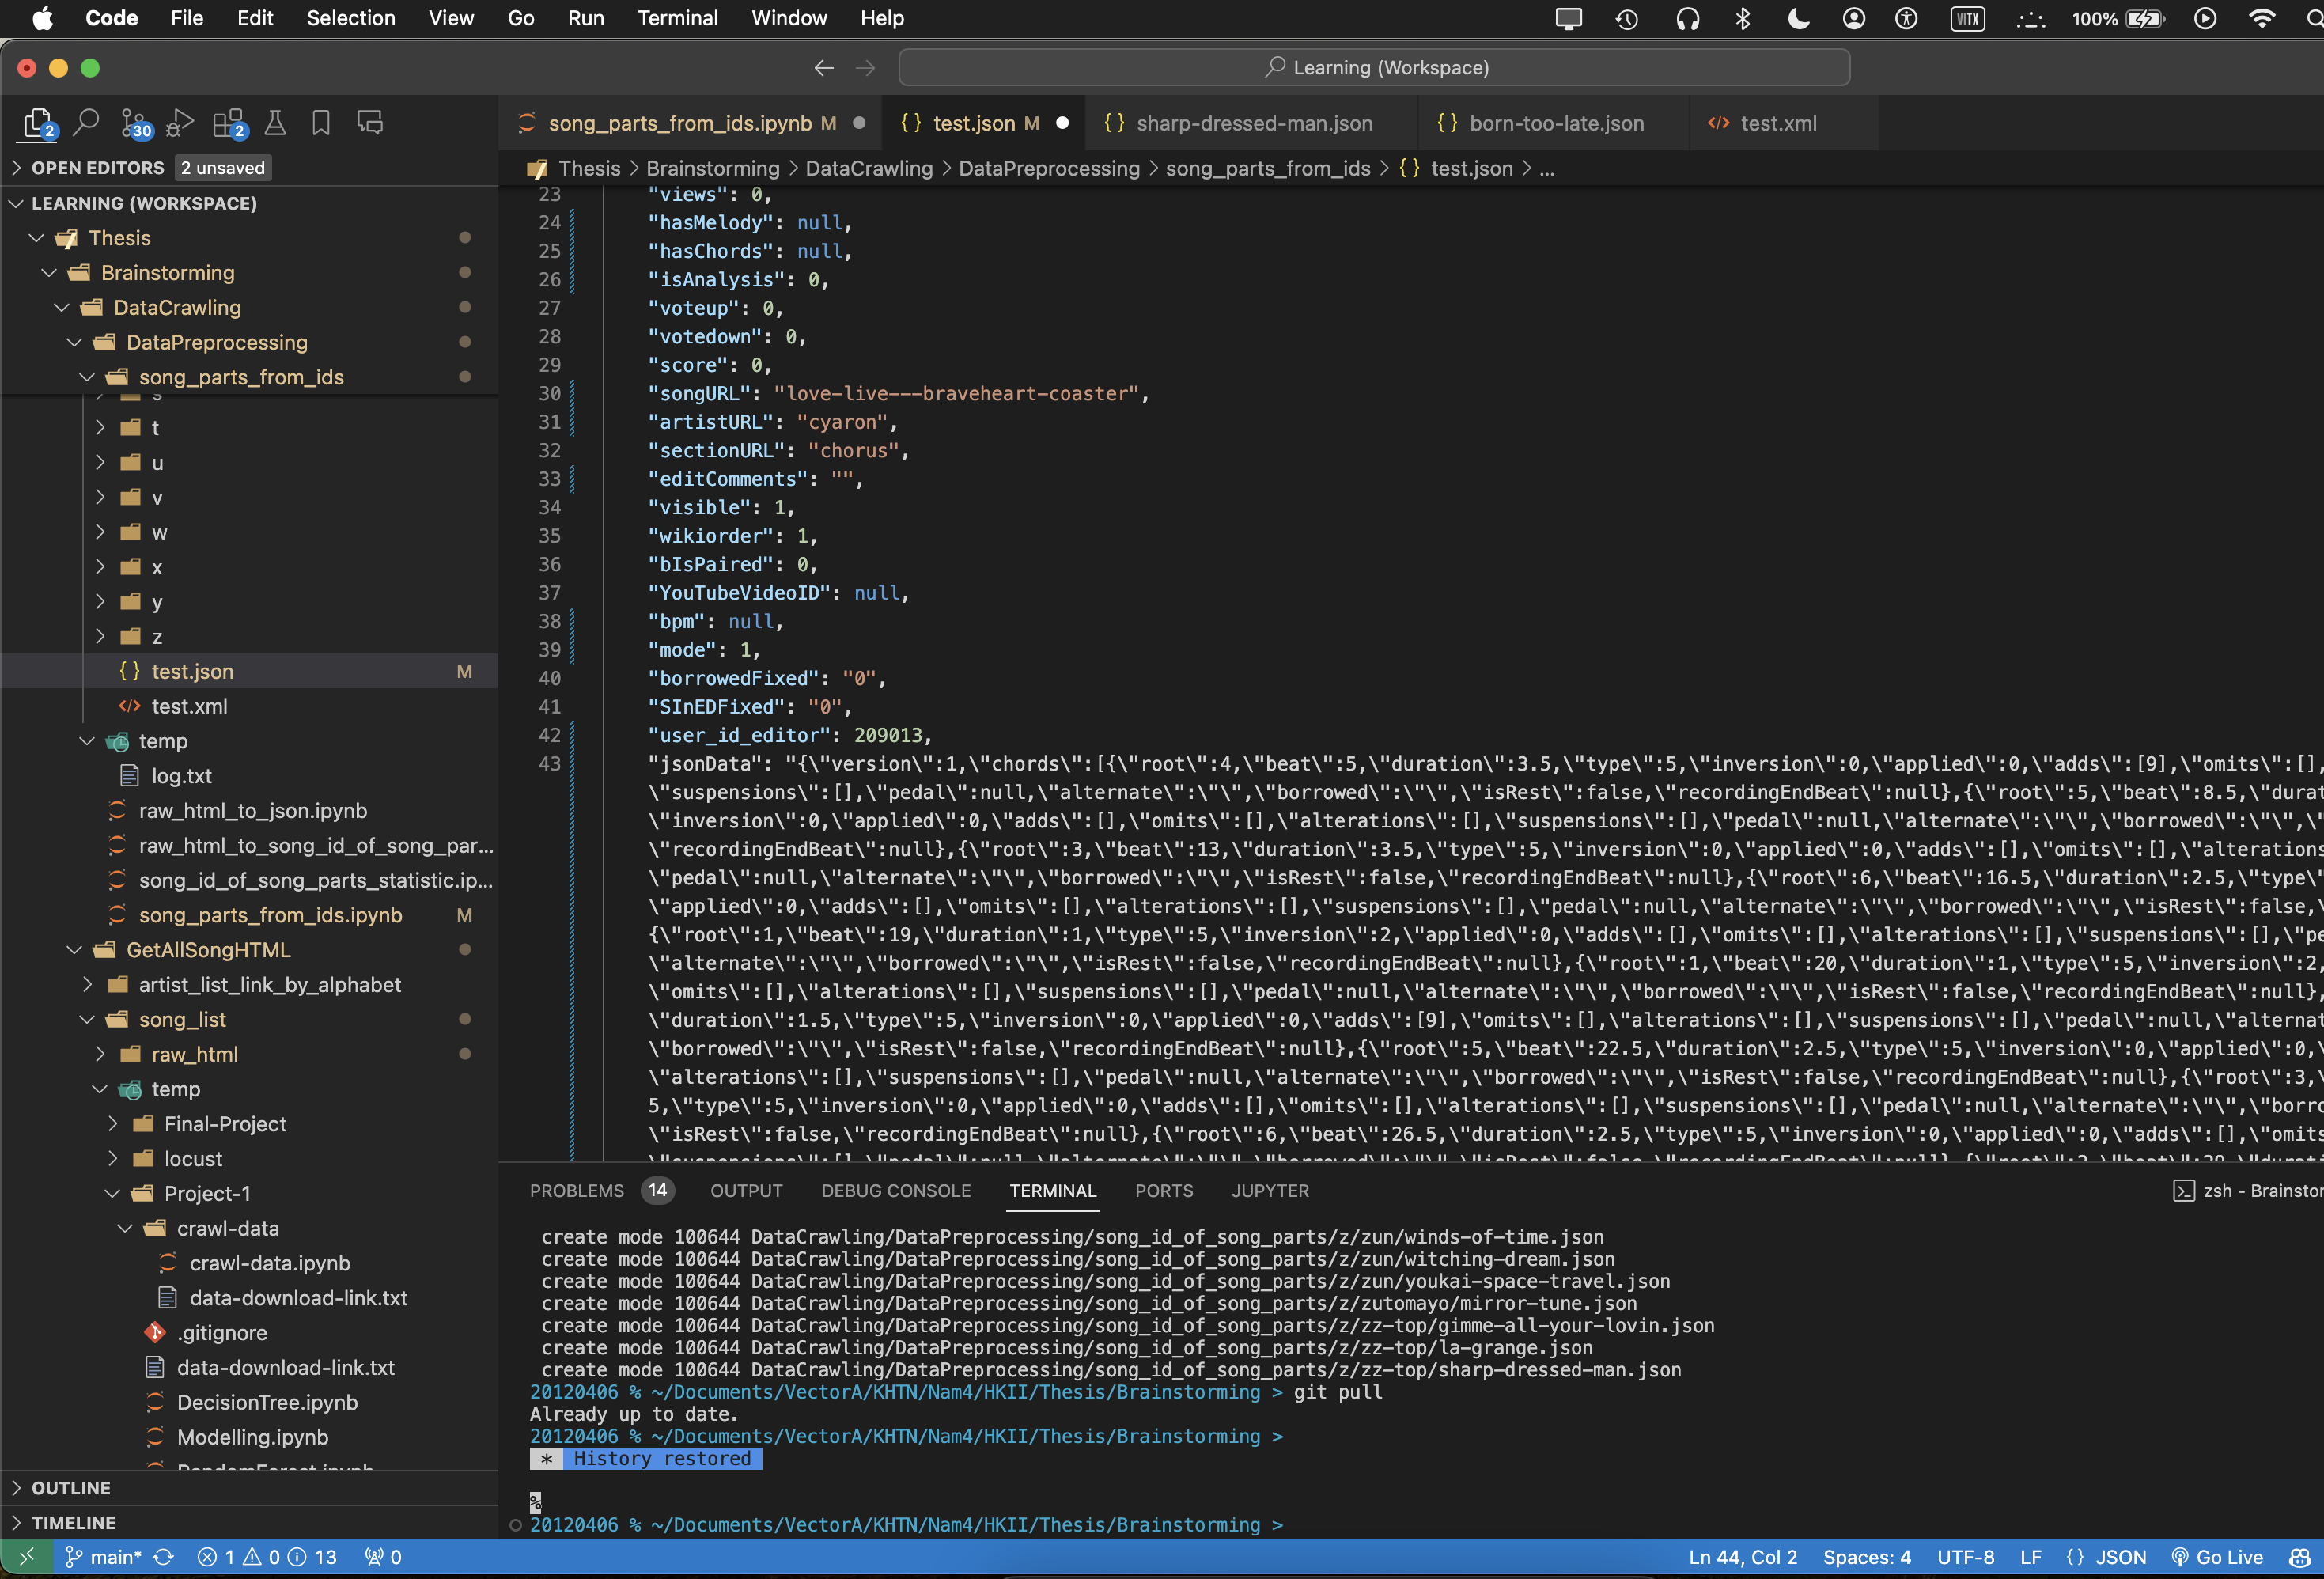 Code File Edit Selection View Go Run Terminal Window Help VITX 100%
Learning (Workspace)
2 30 2
song_parts_from_ids.ipynb M test.json M sharp-dressed-man.json born-too-late.json test.xml
OPEN EDITORS 2 unsaved
Thesis > Brainstorming > DataCrawling > DataPreprocessing > song_parts_from_ids > {} test.json > ...
LEARNING (WORKSPACE)
Thesis
Brainstorming
DataCrawling
DataPreprocessing
song_parts_from_ids
s
t
u
v
w
x
y
z
{} test.json M
test.xml
temp
log.txt
raw_html_to_json.ipynb
raw_html_to_song_id_of_song_par...
song_id_of_song_parts_statistic.ip...
song_parts_from_ids.ipynb M
GetAllSongHTML
artist_list_link_by_alphabet
song_list
raw_html
temp
Final-Project
locust
Project-1
crawl-data
crawl-data.ipynb
data-download-link.txt
.gitignore
data-download-link.txt
DecisionTree.ipynb
Modelling.ipynb
RandomForest.ipynb
OUTLINE
TIMELINE
23 "views": 0,
24 "hasMelody": null,
25 "hasChords": null,
26 "isAnalysis": 0,
27 "voteup": 0,
28 "votedown": 0,
29 "score": 0,
30 "songURL": "love-live---braveheart-coaster",
31 "artistURL": "cyaron",
32 "sectionURL": "chorus",
33 "editComments": "",
34 "visible": 1,
35 "wikiorder": 1,
36 "bIsPaired": 0,
37 "YouTubeVideoID": null,
38 "bpm": null,
39 "mode": 1,
40 "borrowedFixed": "0",
41 "SInEDFixed": "0",
42 "user_id_editor": 209013,
43 "jsonData": "{\"version\":1,\"chords\":[{\"root\":4,\"beat\":5,\"duration\":3.5,\"type\":5,\"inversion\":0,\"applied\":0,\"adds\":[9],\"omits\":[],
\"suspensions\":[],\"pedal\":null,\"alternate\":\"\",\"borrowed\":\"\",\"isRest\":false,\"recordingEndBeat\":null},{\"root\":5,\"beat\":8.5,\"durat
\"inversion\":0,\"applied\":0,\"adds\":[],\"omits\":[],\"alterations\":[],\"suspensions\":[],\"pedal\":null,\"alternate\":\"\",\"borrowed\":\"\",\"
\"recordingEndBeat\":null},{\"root\":3,\"beat\":13,\"duration\":3.5,\"type\":5,\"inversion\":0,\"applied\":0,\"adds\":[],\"omits\":[],\"alterations
\"pedal\":null,\"alternate\":\"\",\"borrowed\":\"\",\"isRest\":false,\"recordingEndBeat\":null},{\"root\":6,\"beat\":16.5,\"duration\":2.5,\"type\"
\"applied\":0,\"adds\":[],\"omits\":[],\"alterations\":[],\"suspensions\":[],\"pedal\":null,\"alternate\":\"\",\"borrowed\":\"\",\"isRest\":false,\
{\"root\":1,\"beat\":19,\"duration\":1,\"type\":5,\"inversion\":2,\"applied\":0,\"adds\":[],\"omits\":[],\"alterations\":[],\"suspensions\":[],\"pe
\"alternate\":\"\",\"borrowed\":\"\",\"isRest\":false,\"recordingEndBeat\":null},{\"root\":1,\"beat\":20,\"duration\":1,\"type\":5,\"inversion\":2,
\"omits\":[],\"alterations\":[],\"suspensions\":[],\"pedal\":null,\"alternate\":\"\",\"borrowed\":\"\",\"isRest\":false,\"recordingEndBeat\":null},
\"duration\":1.5,\"type\":5,\"inversion\":0,\"applied\":0,\"adds\":[9],\"omits\":[],\"alterations\":[],\"suspensions\":[],\"pedal\":null,\"alternat
\"borrowed\":\"\",\"isRest\":false,\"recordingEndBeat\":null},{\"root\":5,\"beat\":22.5,\"duration\":2.5,\"type\":5,\"inversion\":0,\"applied\":0,\
\"alterations\":[],\"suspensions\":[],\"pedal\":null,\"alternate\":\"\",\"borrowed\":\"\",\"isRest\":false,\"recordingEndBeat\":null},{\"root\":3,\
5,\"type\":5,\"inversion\":0,\"applied\":0,\"adds\":[],\"omits\":[],\"alterations\":[],\"suspensions\":[],\"pedal\":null,\"alternate\":\"\",\"borro
\"isRest\":false,\"recordingEndBeat\":null},{\"root\":6,\"beat\":26.5,\"duration\":2.5,\"type\":5,\"inversion\":0,\"applied\":0,\"adds\":[],\"omits
PROBLEMS 14 OUTPUT DEBUG CONSOLE TERMINAL PORTS JUPYTER zsh - Brainstor
create mode 100644 DataCrawling/DataPreprocessing/song_id_of_song_parts/z/zun/winds-of-time.json
create mode 100644 DataCrawling/DataPreprocessing/song_id_of_song_parts/z/zun/witching-dream.json
create mode 100644 DataCrawling/DataPreprocessing/song_id_of_song_parts/z/zun/youkai-space-travel.json
create mode 100644 DataCrawling/DataPreprocessing/song_id_of_song_parts/z/zutomayo/mirror-tune.json
create mode 100644 DataCrawling/DataPreprocessing/song_id_of_song_parts/z/zz-top/gimme-all-your-lovin.json
create mode 100644 DataCrawling/DataPreprocessing/song_id_of_song_parts/z/zz-top/la-grange.json
create mode 100644 DataCrawling/DataPreprocessing/song_id_of_song_parts/z/zz-top/sharp-dressed-man.json
20120406 % ~/Documents/VectorA/KHTN/Nam4/HKII/Thesis/Brainstorming > git pull
Already up to date.
20120406 % ~/Documents/VectorA/KHTN/Nam4/HKII/Thesis/Brainstorming >
* History restored
%
20120406 % ~/Documents/VectorA/KHTN/Nam4/HKII/Thesis/Brainstorming >
main* 1 0 13 0 Ln 44, Col 2 Spaces: 4 UTF-8 LF {} JSON Go Live